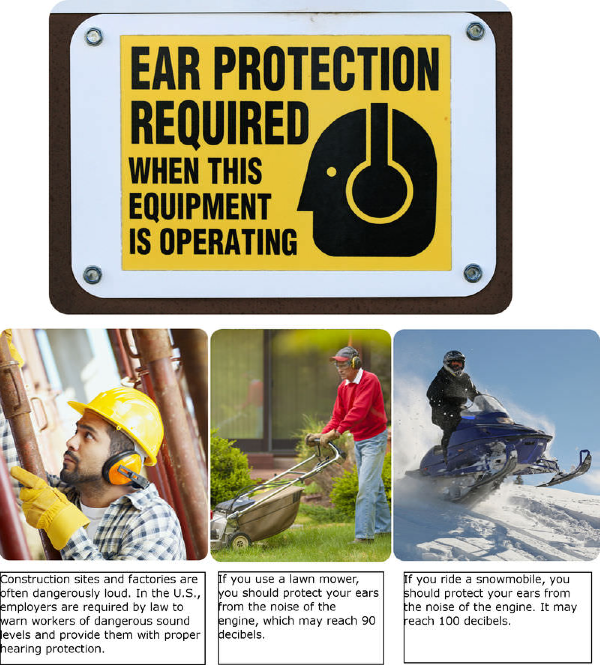 EAR PROTECTION
REQUIRED
WHEN THIS
EQUIPMENT
IS OPERATING
Construction sites and factories are
often dangerously loud. In the U.S.,
employers are required by law to
warn workers of dangerous sound
levels and provide them with proper
hearing protection.
If you use a lawn mower,
you should protect your ears
from the noise of the
engine, which may reach 90
decibels.
If you ride a snowmobile, you
should protect your ears from
the noise of the engine. It may
reach 100 decibels.